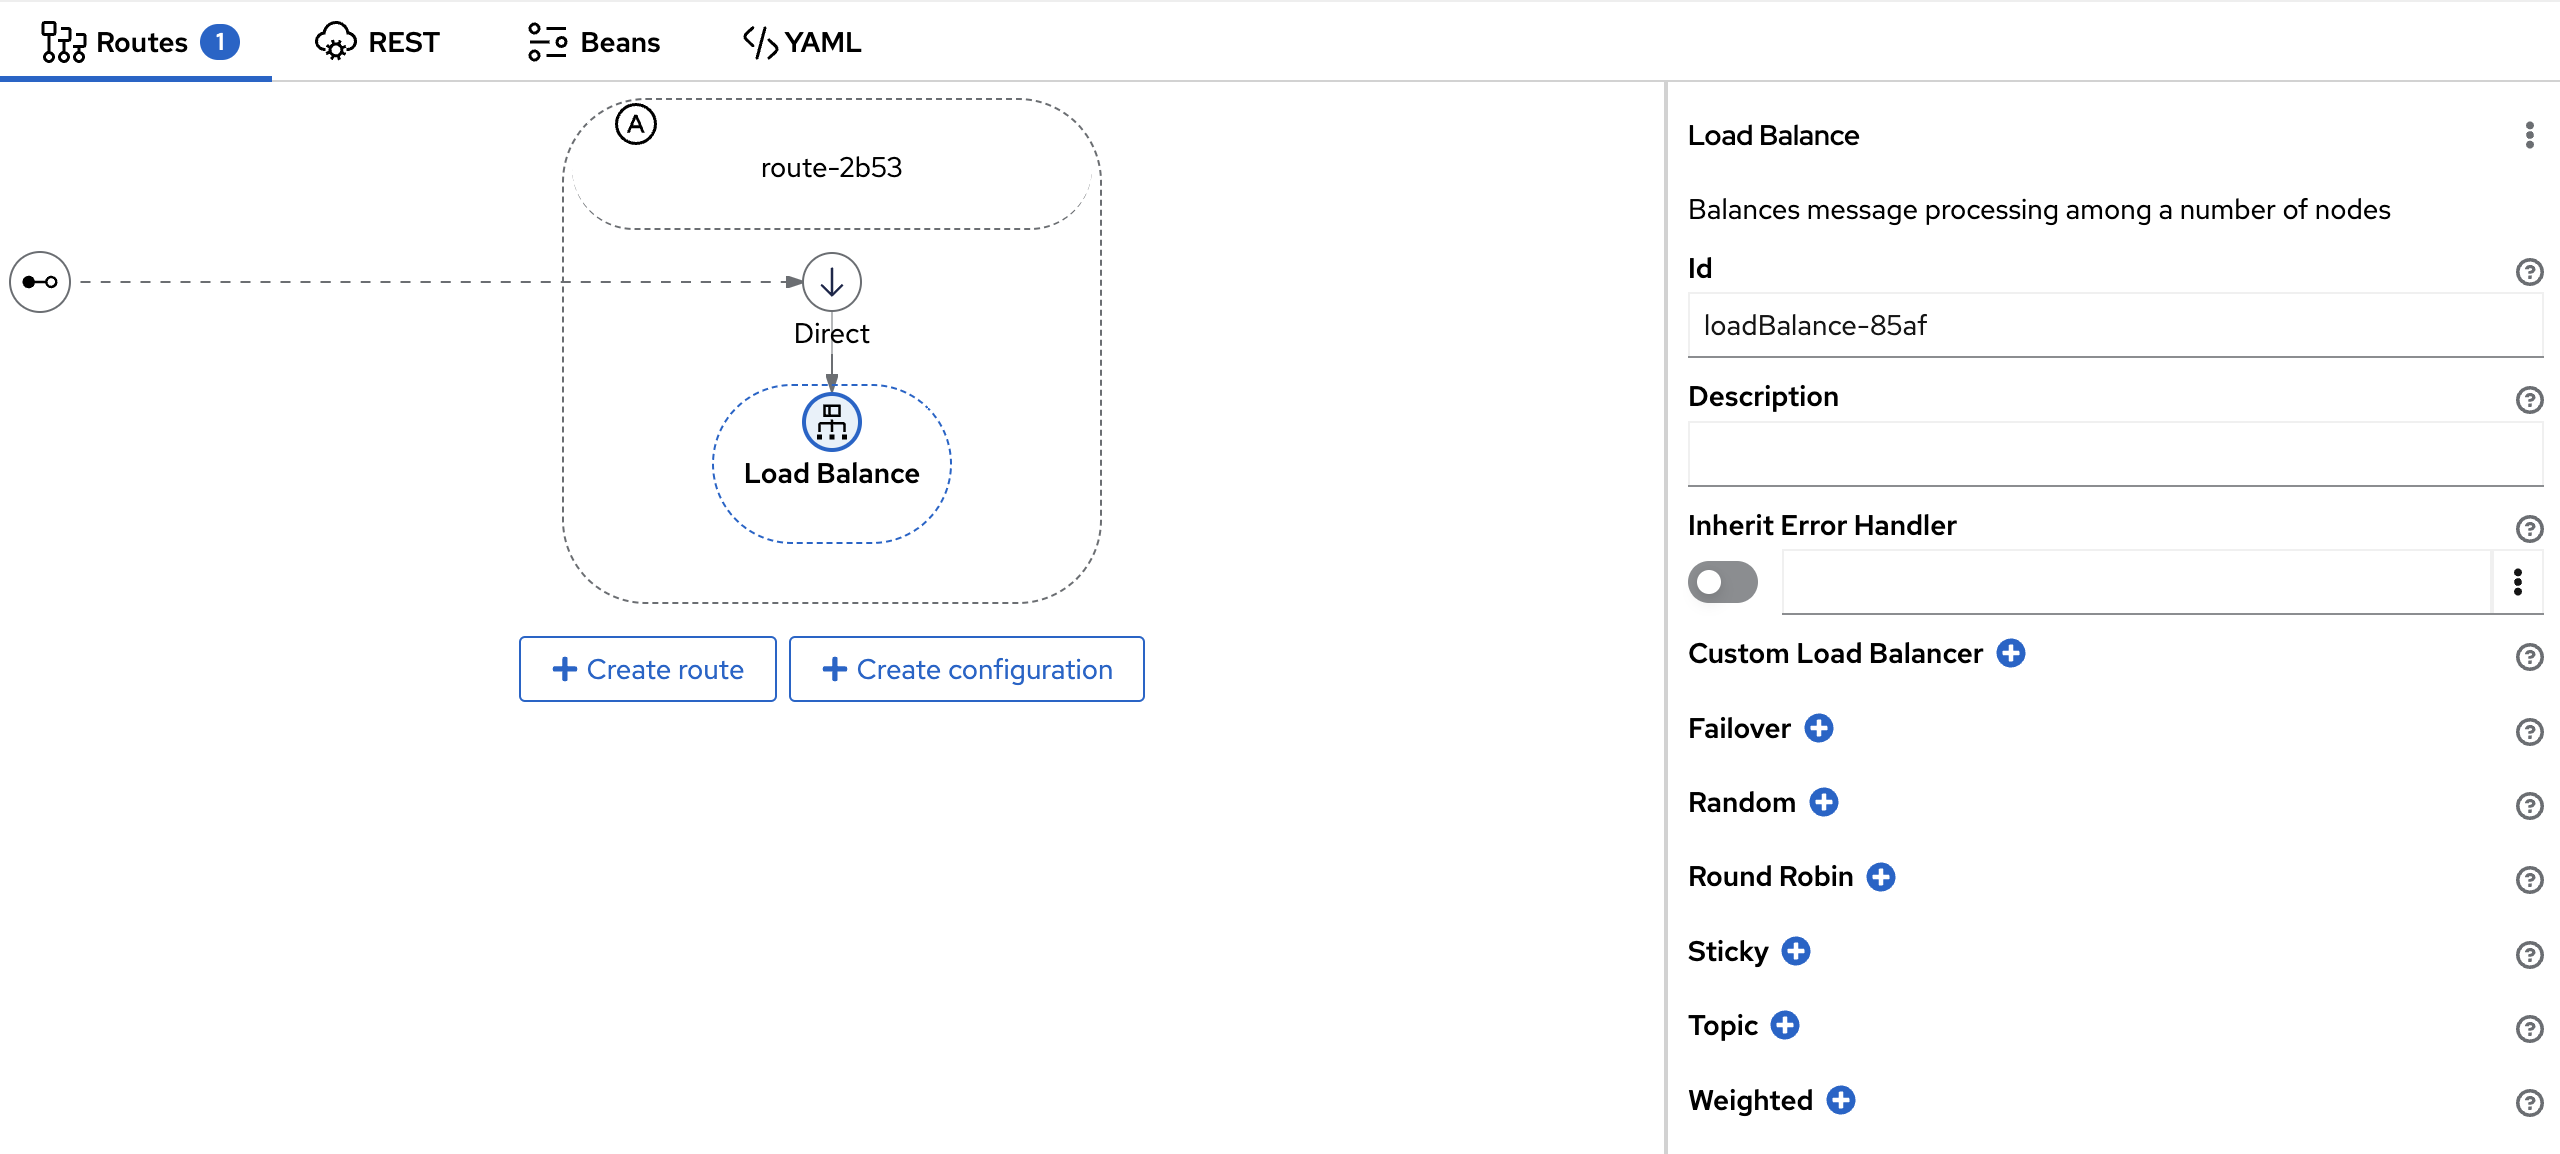 Routes 1 REST Beans YAML
A
route-2b53
Direct
Load Balance
Create route Create configuration
Load Balance
Balances message processing among a number of nodes
Id
loadBalance-85af
Description
Inherit Error Handler
Custom Load Balancer
Failover
Random
Round Robin
Sticky
Topic
Weighted